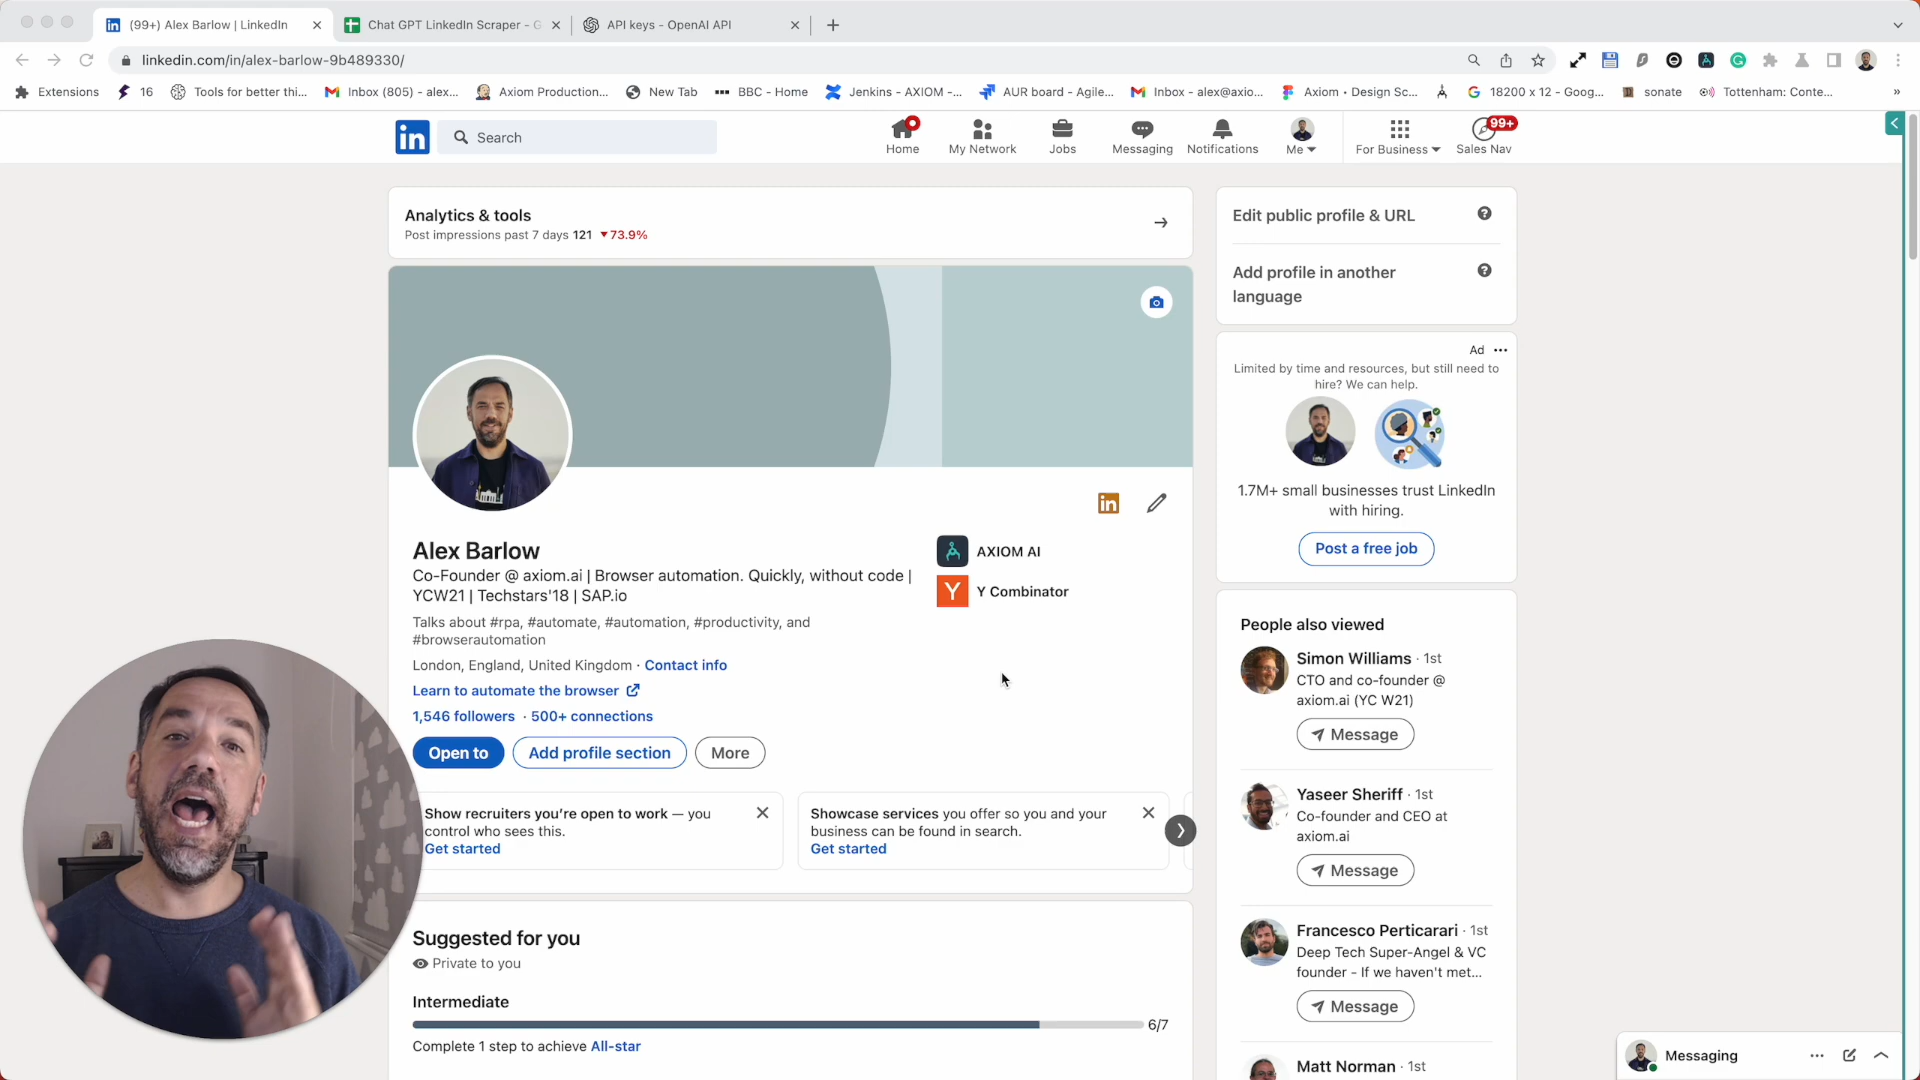 (99+) Alex Barlow | LinkedIn
Chat GPT LinkedIn Scraper - G
API keys - OpenAI API
linkedin.com/in/alex-barlow-9b489330/
Extensions
16
Tools for better thi...
Inbox (805) - alex...
Axiom Production...
New Tab
BBC - Home
Jenkins - AXIOM -...
AUR board - Agile...
Inbox - alex@axio...
Axiom • Design Sc...
18200 x 12 - Goog...
sonate
Tottenham: Conte...
»
in
Search
Home
My Network
Jobs
Messaging
Notifications
Me
For Business
99+
Sales Nav
Analytics & tools
Post impressions past 7 days 121 ▼73.9%
Edit public profile & URL
Add profile in another
language
Ad
Limited by time and resources, but still need to
hire? We can help.
1.7M+ small businesses trust LinkedIn
with hiring.
Post a free job
in
Alex Barlow
Co-Founder @ axiom.ai | Browser automation. Quickly, without code |
YCW21 | Techstars'18 | SAP.io
Talks about #rpa, #automate, #automation, #productivity, and
#browserautomation
London, England, United Kingdom · Contact info
Learn to automate the browser
1,546 followers · 500+ connections
Open to
Add profile section
More
AXIOM AI
Y
Y Combinator
Show recruiters you're open to work — you
control who sees this.
Get started
Showcase services you offer so you and your
business can be found in search.
Get started
Suggested for you
Private to you
Intermediate
6/7
Complete 1 step to achieve All-star
People also viewed
Simon Williams · 1st
CTO and co-founder @
axiom.ai (YC W21)
Message
Yaseer Sheriff · 1st
Co-founder and CEO at
axiom.ai
Message
Francesco Perticarari · 1st
Deep Tech Super-Angel & VC
founder - If we haven't met...
Message
Matt Norman · 1st
Messaging